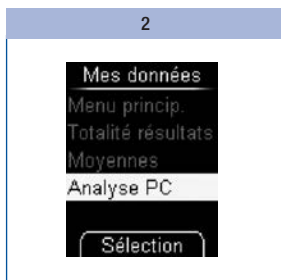 2
Mes données
Menu princip.
Totalité résultats
Moyennes
Analyse PC
Sélection